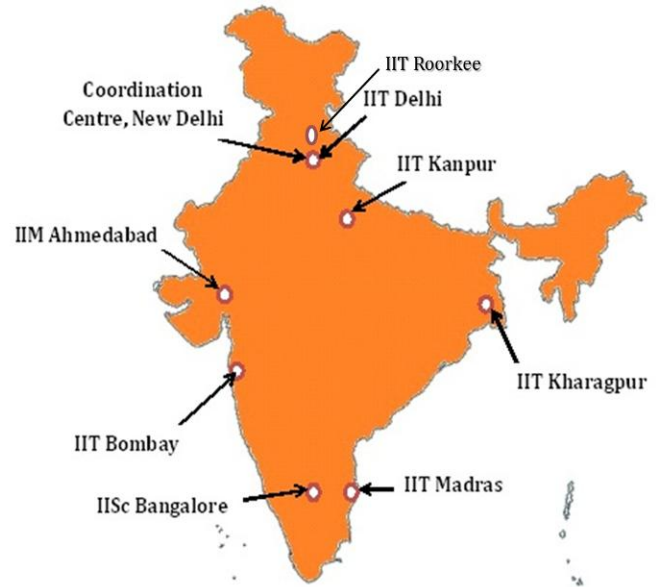 IIT Roorkee
Coordination
Centre, New Delhi
IIT Delhi
IIT Kanpur
IIM Ahmedabad
IIT Kharagpur
IIT Bombay
IISc Bangalore
IIT Madras